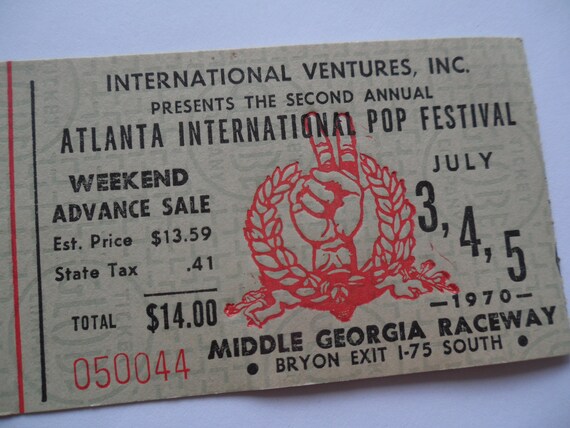 INTERNATIONAL VENTURES, INC.
PRESENTS THE SECOND ANNUAL
ATLANTA INTERNATIONAL POP FESTIVAL
WEEKEND
ADVANCE SALE
Est. Price $13.59
State Tax .41
TOTAL $14.00
050044
JULY
3, 4, 5
—1970—
MIDDLE GEORGIA RACEWAY
• BRYON EXIT I-75 SOUTH •